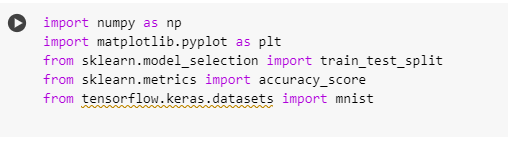 import numpy as np
import matplotlib.pyplot as plt
from sklearn.model_selection import train_test_split
from sklearn.metrics import accuracy_score
from tensorflow.keras.datasets import mnist